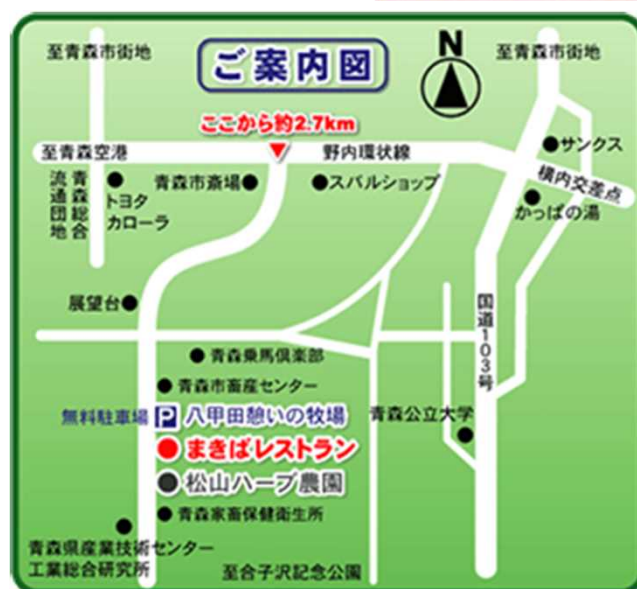 至青森市街地
ご案内図
N
至青森市街地
ここから約2.7km
サンクス
至青森空港
野内環状線
横内交差点
青森総合
流通団地
トヨタ
カローラ
青森市斎場
スバルショップ
かっぱの湯
展望台
国道103号
青森乗馬倶楽部
青森市畜産センター
無料駐車場
P
八甲田憩いの牧場
青森公立大学
まきばレストラン
松山ハーブ農園
青森家畜保健衛生所
青森県産業技術センター
工業総合研究所
至合子沢記念公園